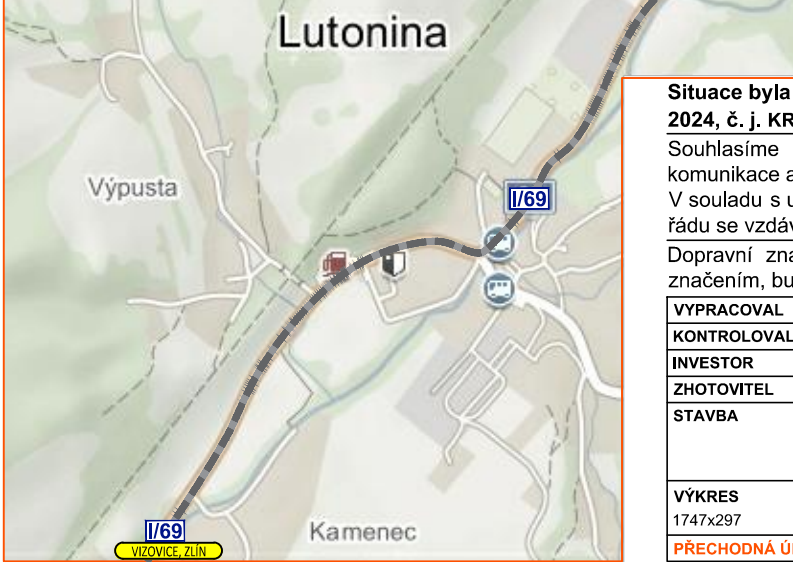 Lutonina
Výpusta
I/69
I/69
VIZOVICE, ZLÍN
Kamenec
Situace byla
2024, č. j. KR
Souhlasíme
komunikace a
V souladu s u
řádu se vzdáv
Dopravní zna
značením, bu
VYPRACOVAL
KONTROLOVAL
INVESTOR
ZHOTOVITEL
STAVBA
VÝKRES
1747x297
PŘECHODNÁ ÚP